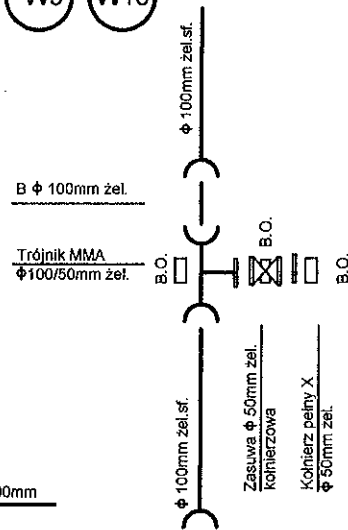 W9 W10
ϕ 100mm żel.sf.
B ϕ 100mm żel.
Trójnik MMA
ϕ100/50mm żel.
B.O.
B.O.
B.O.
ϕ 100mm żel.sf.
Zasuwa ϕ 50mm żel.
kołnierzowa
Kołnierz pełny X
ϕ 50mm żel.
00mm